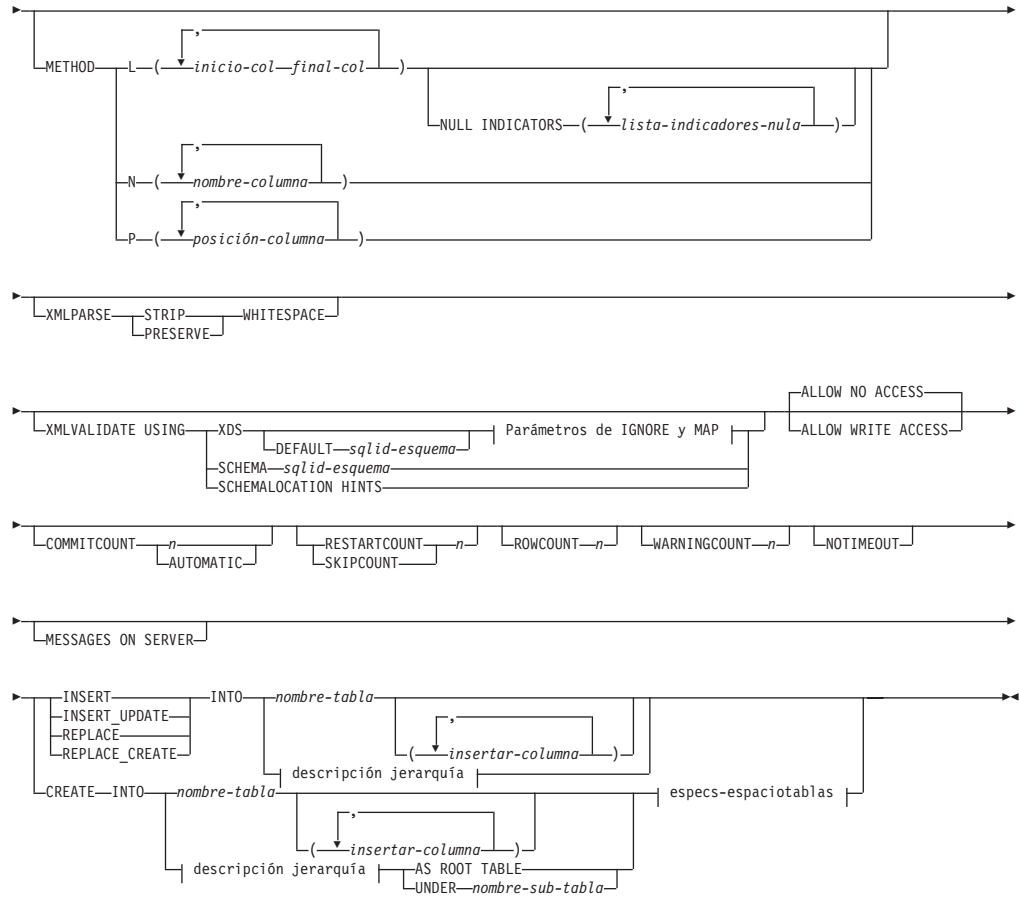 ,
METHOD L ( inicio-col final-col )
,
NULL INDICATORS ( lista-indicadores-nula )
,
N ( nombre-columna )
,
P ( posición-columna )
XMLPARSE STRIP WHITESPACE
PRESERVE
ALLOW NO ACCESS
XMLVALIDATE USING XDS Parámetros de IGNORE y MAP ALLOW WRITE ACCESS
DEFAULT sqlid-esquema
SCHEMA sqlid-esquema
SCHEMALOCATION HINTS
COMMITCOUNT n RESTARTCOUNT n ROWCOUNT n WARNINGCOUNT n NOTIMEOUT
AUTOMATIC SKIPCOUNT
MESSAGES ON SERVER
INSERT INTO nombre-tabla
INSERT_UPDATE ,
REPLACE
REPLACE_CREATE ( insertar-columna )
descripción jerarquía
CREATE INTO nombre-tabla especs-espaciotablas
,
( insertar-columna )
descripción jerarquía AS ROOT TABLE
UNDER nombre-sub-tabla